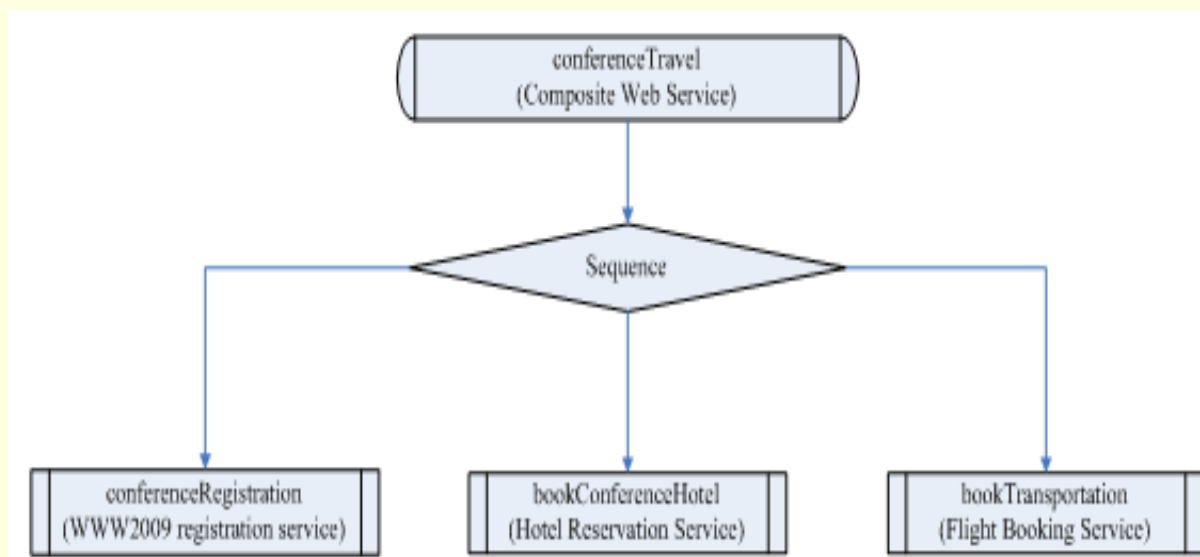 conferenceTravel
(Composite Web Service)
Sequence
conferenceRegistration
(WWW2009 registration service)
bookConferenceHotel
(Hotel Reservation Service)
bookTransportation
(Flight Booking Service)